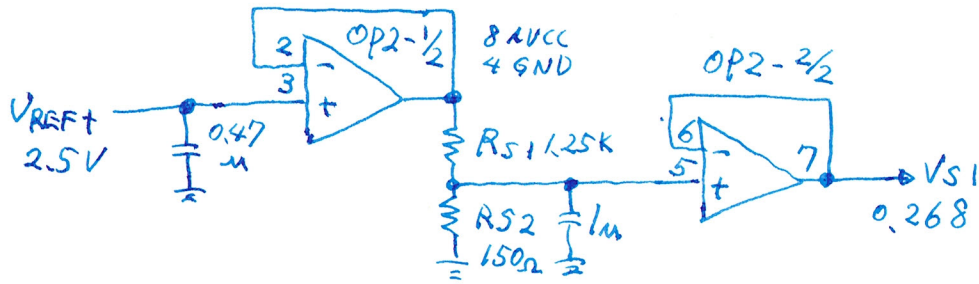 OP2-1/2
2
-
3
+
8 AVCC
4 GND
VREF+
2.5V
0.47
μ
RS1 1.25K
RS2
150Ω
1μ
OP2-2/2
6
-
5
+
7
VS1
0.268